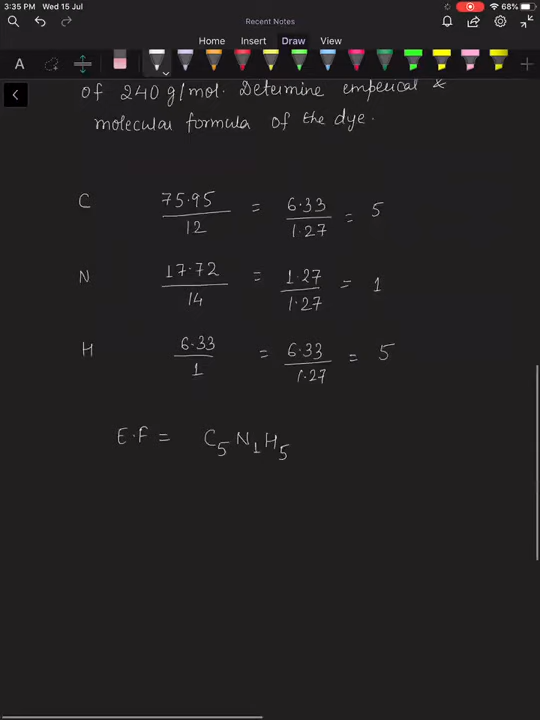 3:35 PM Wed 15 Jul 68%
Recent Notes
Home Insert Draw View
A
of 240 g/mol. Determine emperical &
molecular formula of the dye.
C 75.95/12 = 6.33/1.27 = 5
N 17.72/14 = 1.27/1.27 = 1
H 6.33/1 = 6.33/1.27 = 5
E.F = C5N1H5